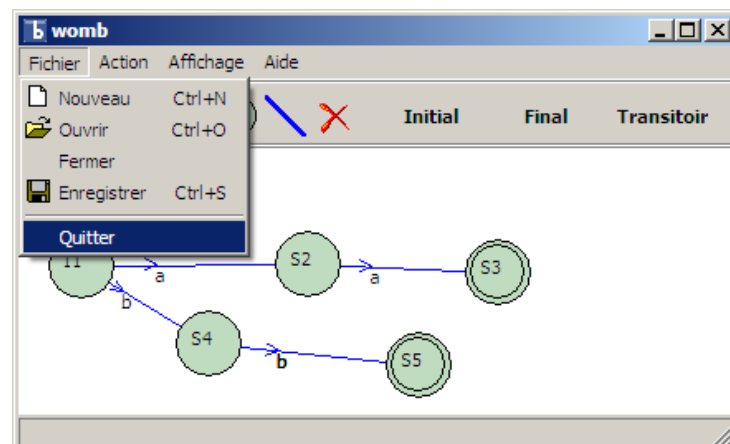 womb
Fichier Action Affichage Aide
Nouveau Ctrl+N
Ouvrir Ctrl+O
Fermer
Enregistrer Ctrl+S
Quitter
Initial Final Transitoir
I1
a
S2
a
S3
b
S4
b
S5